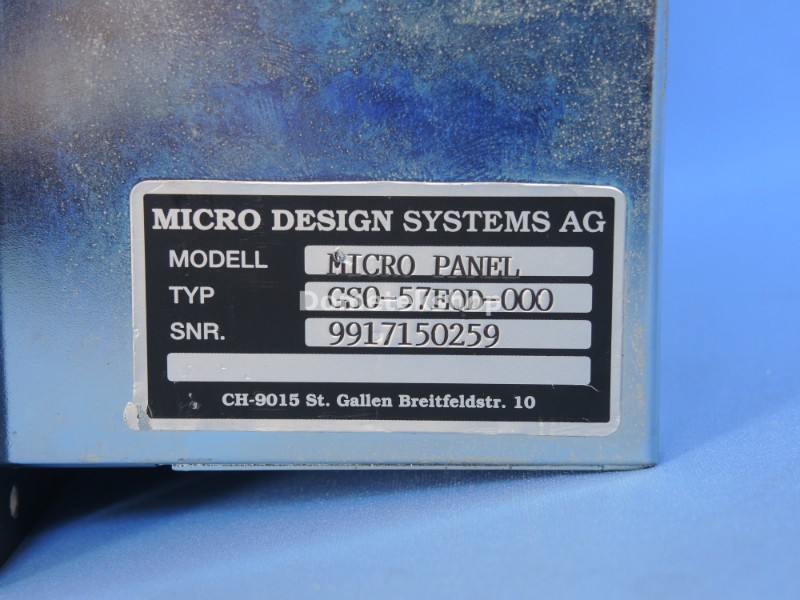 MICRO DESIGN SYSTEMS AG
MODELL MICRO PANEL
TYP GSO-57EQD-000
SNR. 9917150259
CH-9015 St. Gallen Breitfeldstr. 10